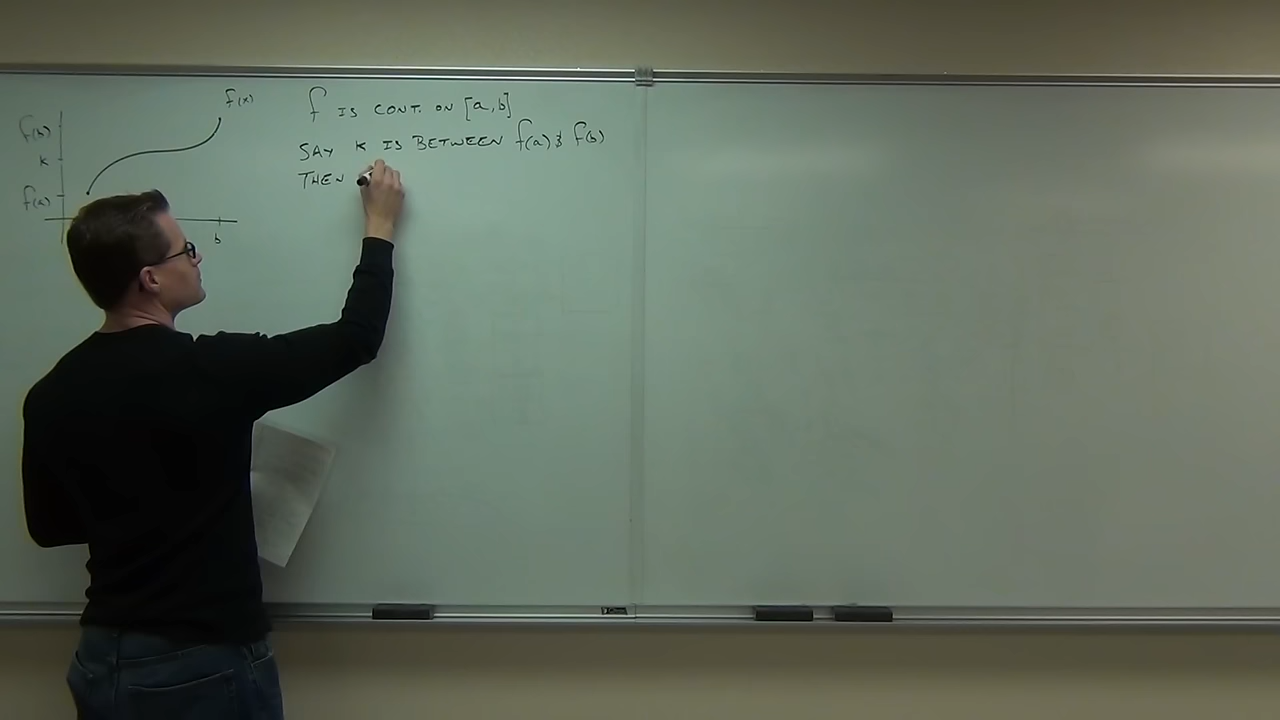 f(x)
f(b)
k
f(a)
b
f IS CONT. ON [a,b]
SAY K IS BETWEEN f(a) & f(b)
THEN